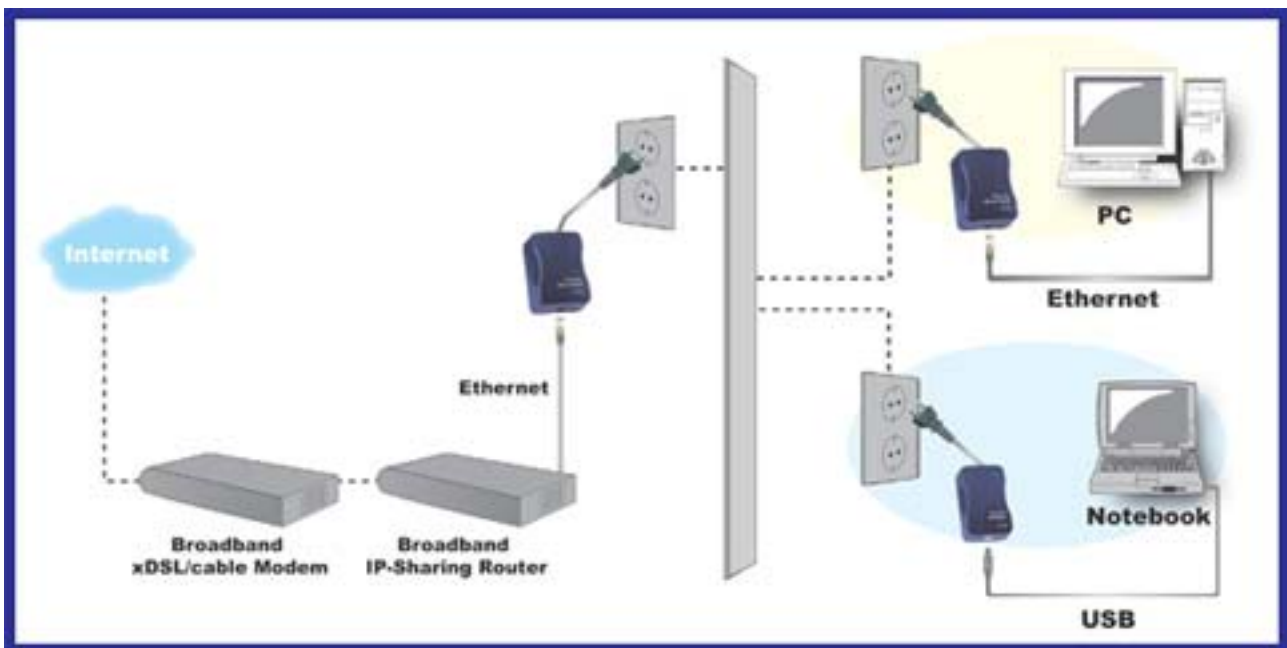 Internet
Ethernet
Broadband
xDSL/cable Modem
Broadband
IP-Sharing Router
PC
Ethernet
Notebook
USB